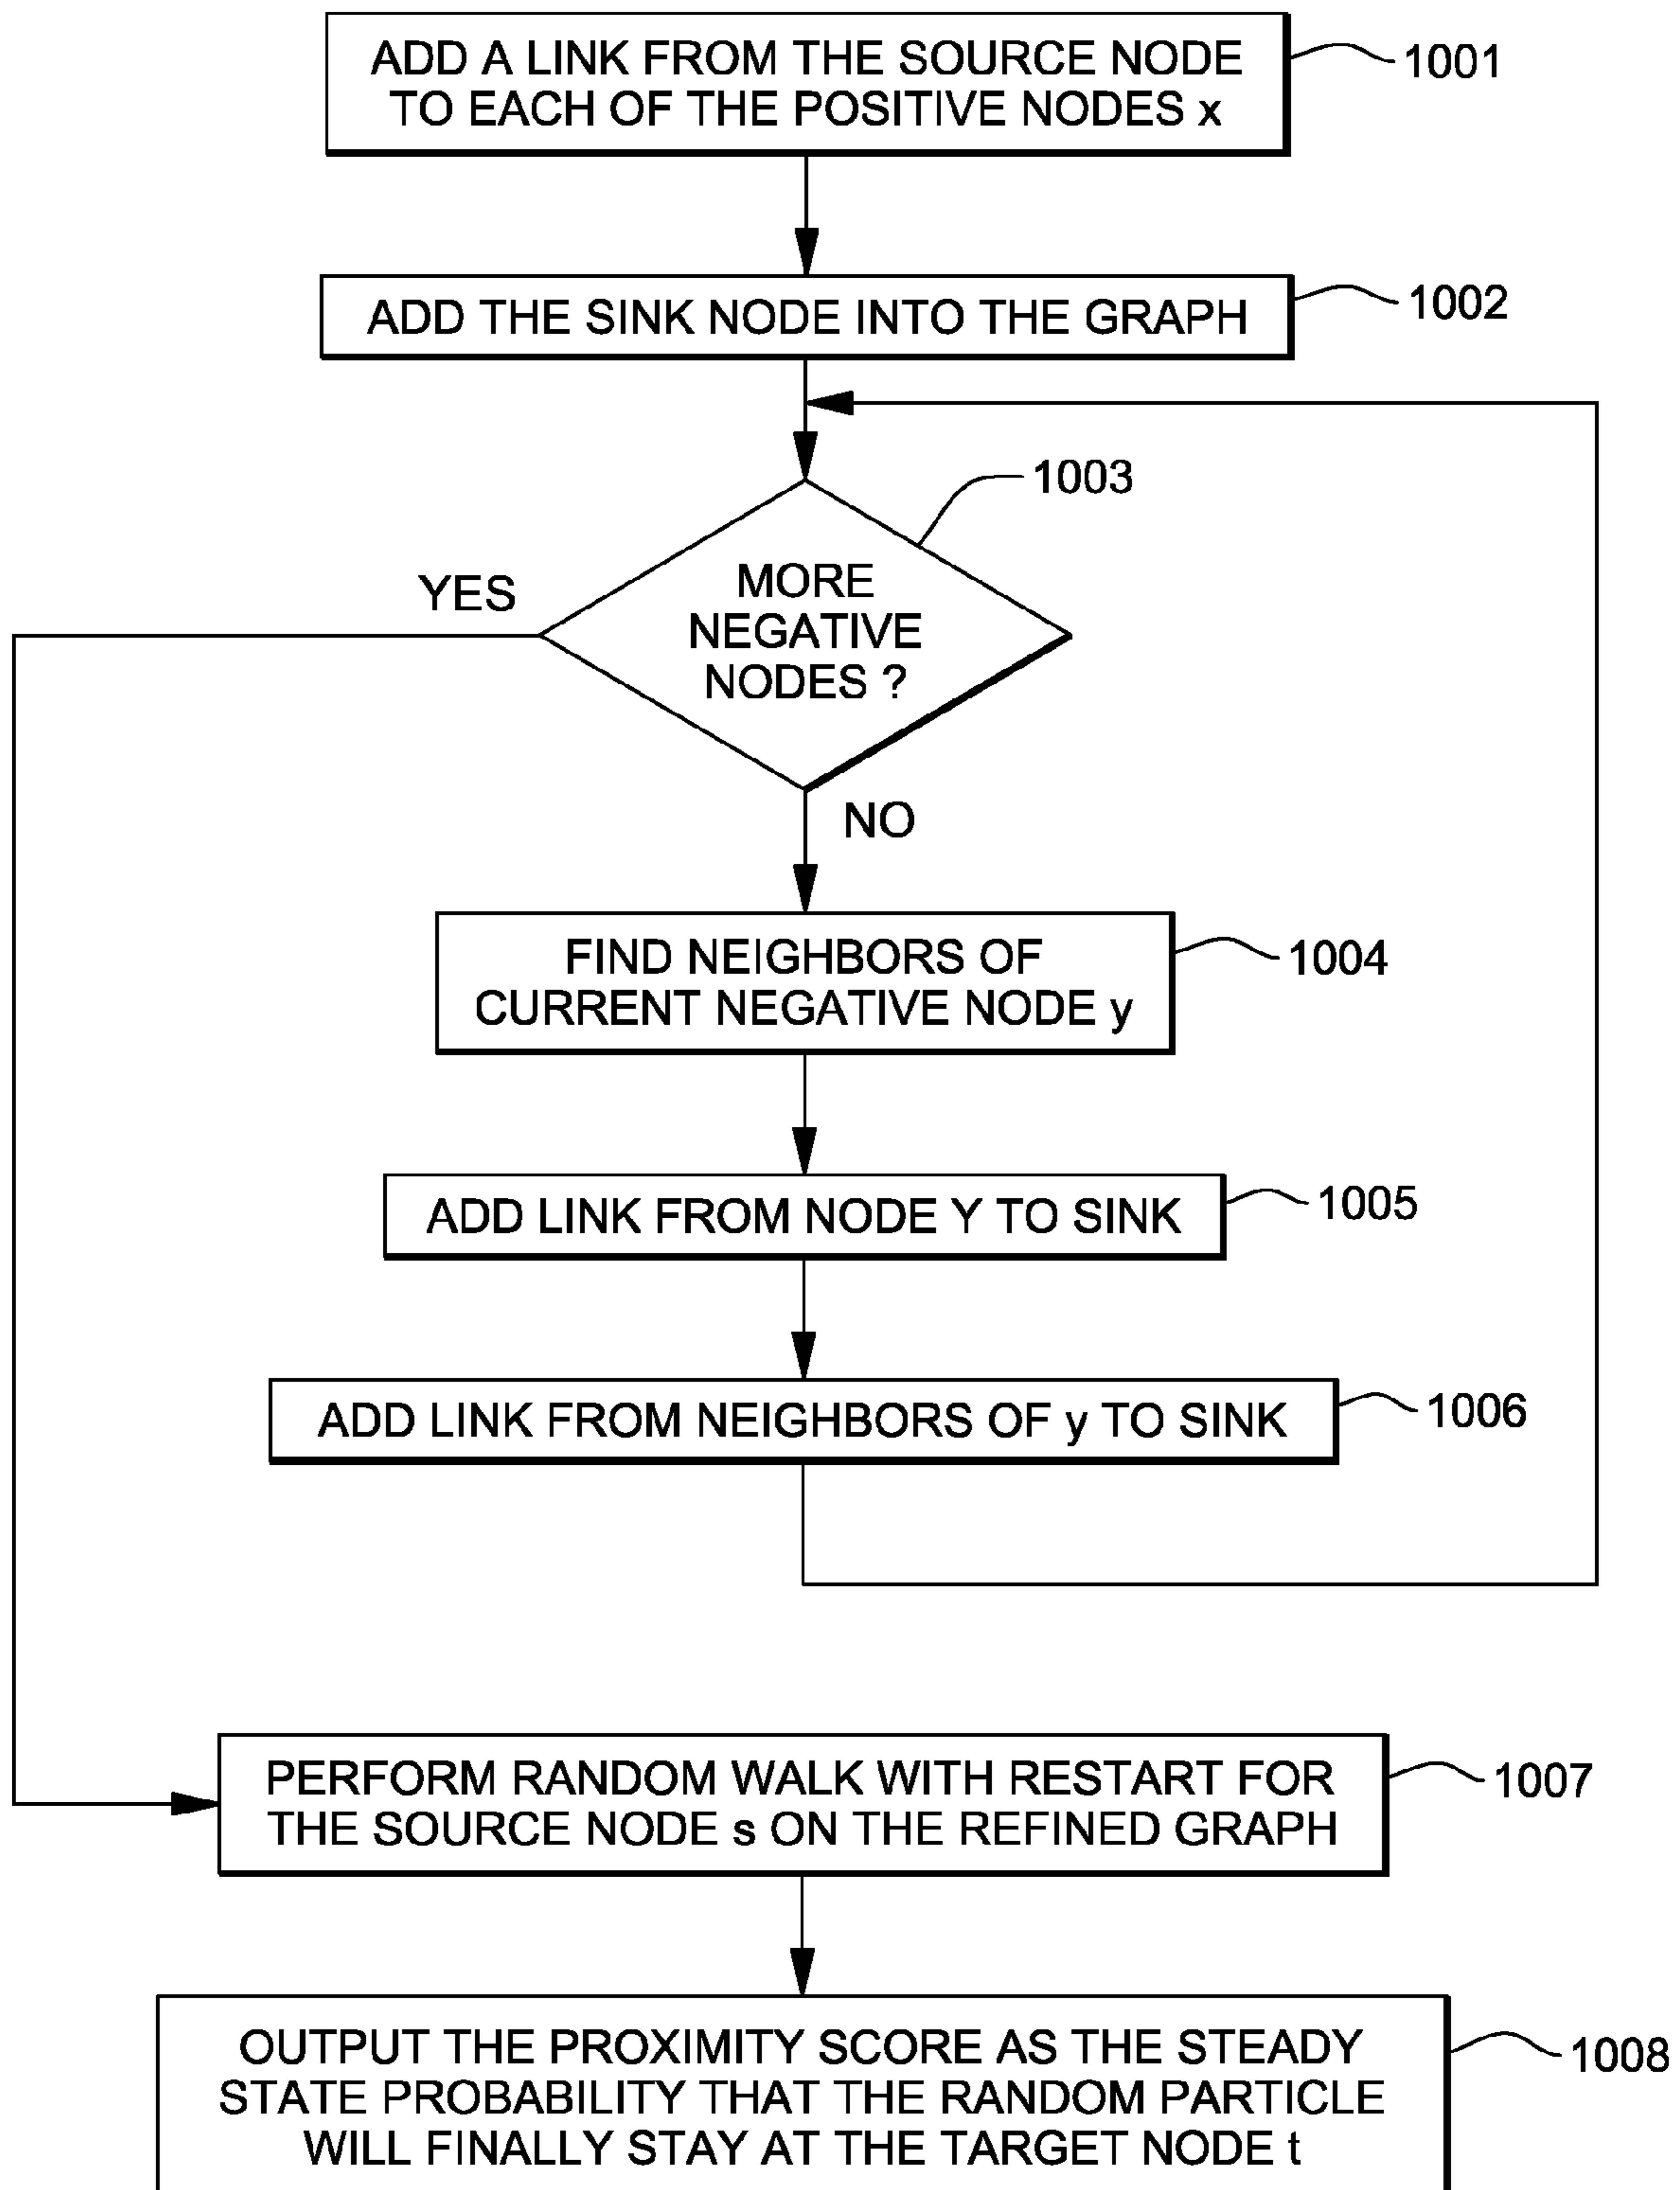 ADD A LINK FROM THE SOURCE NODE
TO EACH OF THE POSITIVE NODES x
1001
ADD THE SINK NODE INTO THE GRAPH
1002
1003
MORE
NEGATIVE
NODES ?
YES
NO
FIND NEIGHBORS OF
CURRENT NEGATIVE NODE y
1004
ADD LINK FROM NODE Y TO SINK
1005
ADD LINK FROM NEIGHBORS OF y TO SINK
1006
PERFORM RANDOM WALK WITH RESTART FOR
THE SOURCE NODE s ON THE REFINED GRAPH
1007
OUTPUT THE PROXIMITY SCORE AS THE STEADY
STATE PROBABILITY THAT THE RANDOM PARTICLE
WILL FINALLY STAY AT THE TARGET NODE t
1008